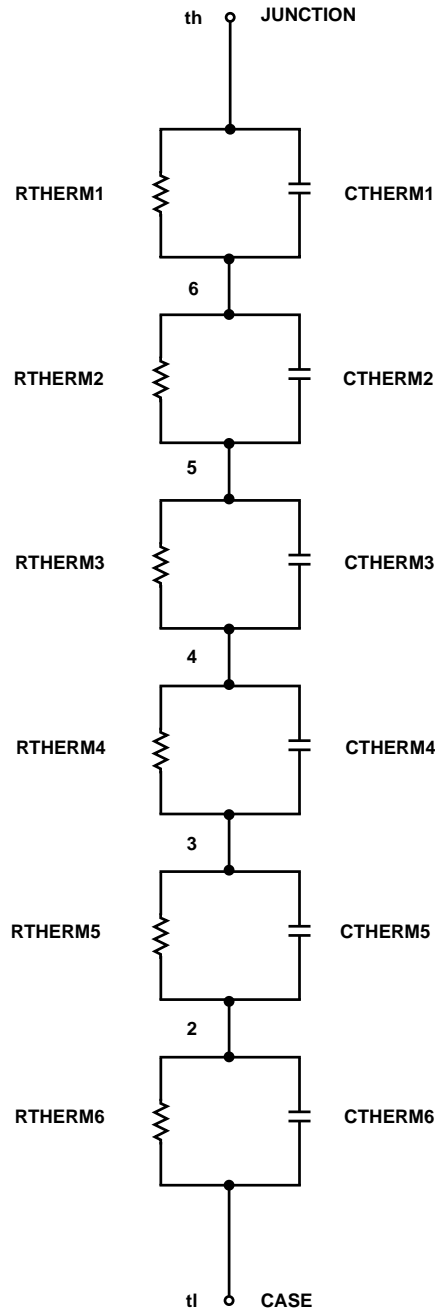 th JUNCTION
RTHERM1 CTHERM1
6
RTHERM2 CTHERM2
5
RTHERM3 CTHERM3
4
RTHERM4 CTHERM4
3
RTHERM5 CTHERM5
2
RTHERM6 CTHERM6
tl CASE